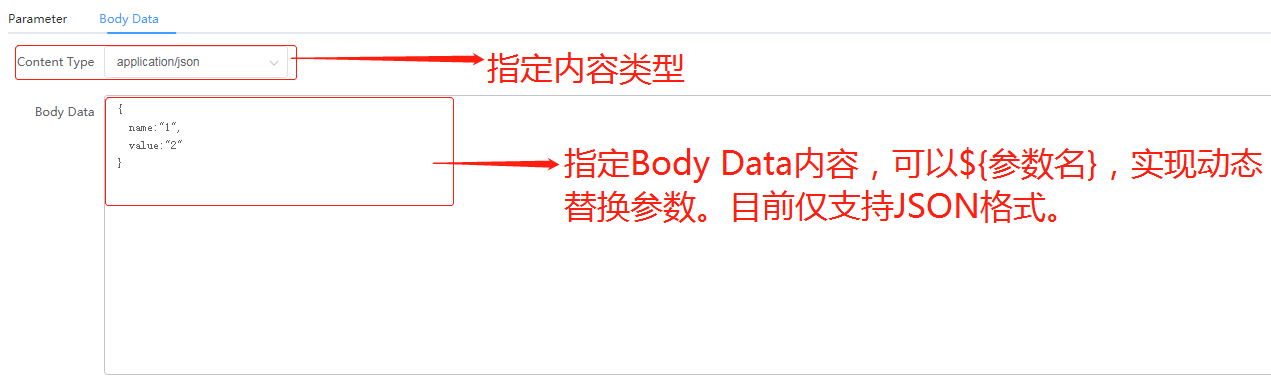 Parameter Body Data
Content Type application/json
指定内容类型
Body Data
{
name:"1",
value:"2"
}
指定Body Data内容，可以${参数名}，实现动态
替换参数。目前仅支持JSON格式。